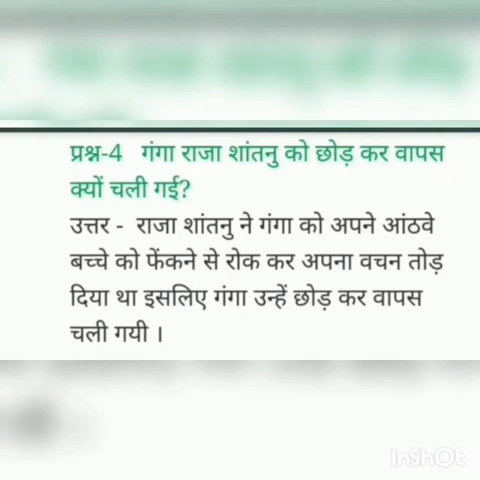 प्रश्न-4 गंगा राजा शांतनु को छोड़ कर वापस
क्यों चली गई?
उत्तर - राजा शांतनु ने गंगा को अपने आंठवे
बच्चे को फेंकने से रोक कर अपना वचन तोड़
दिया था इसलिए गंगा उन्हें छोड़ कर वापस
चली गयी ।
InShOt